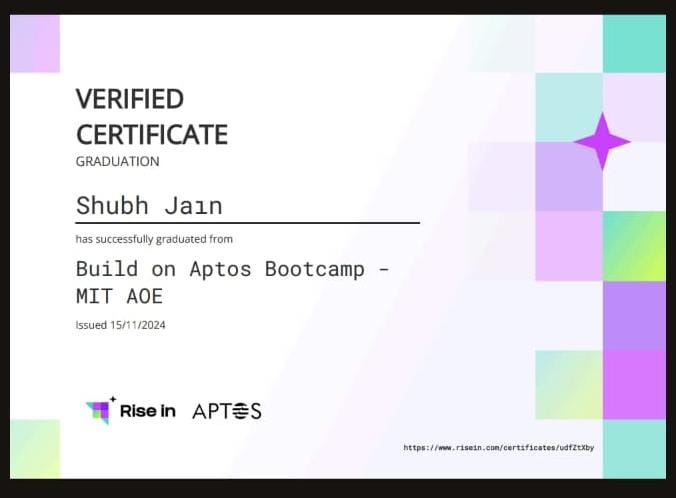 VERIFIED
CERTIFICATE
GRADUATION
Shubh Jain
has successfully graduated from
Build on Aptos Bootcamp -
MIT AOE
Issued 15/11/2024
Rise in APTOS
https://www.risein.com/certificates/udfZtXby